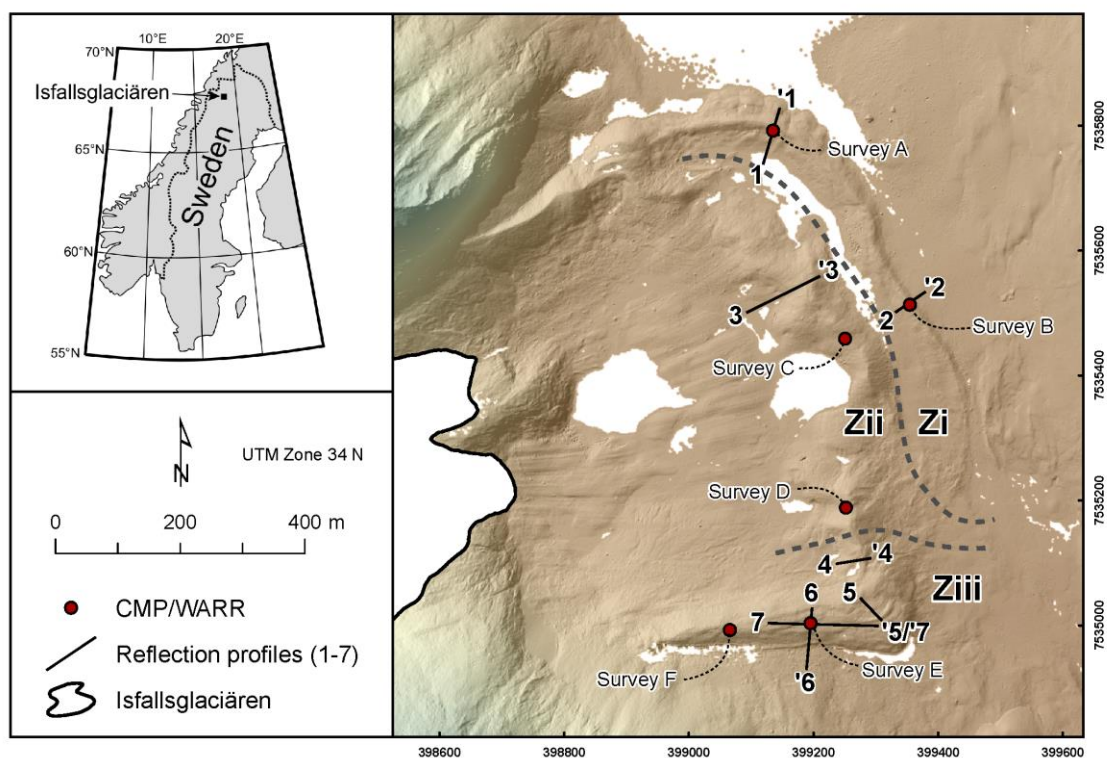 10°E 20°E
70°N
Isfallsglaciären
65°N
Sweden
60°N
55°N
N
UTM Zone 34 N
0 200 400 m
CMP/WARR
Reflection profiles (1-7)
Isfallsglaciären
'1
Survey A
1
'3
3
'2
2
Survey B
Survey C
Zii Zi
Survey D
'4
4
Ziii
6 5
7 '5/'7
Survey F '6 Survey E
7535800
7535600
7535400
7535200
7535000
398600 398800 399000 399200 399400 399600